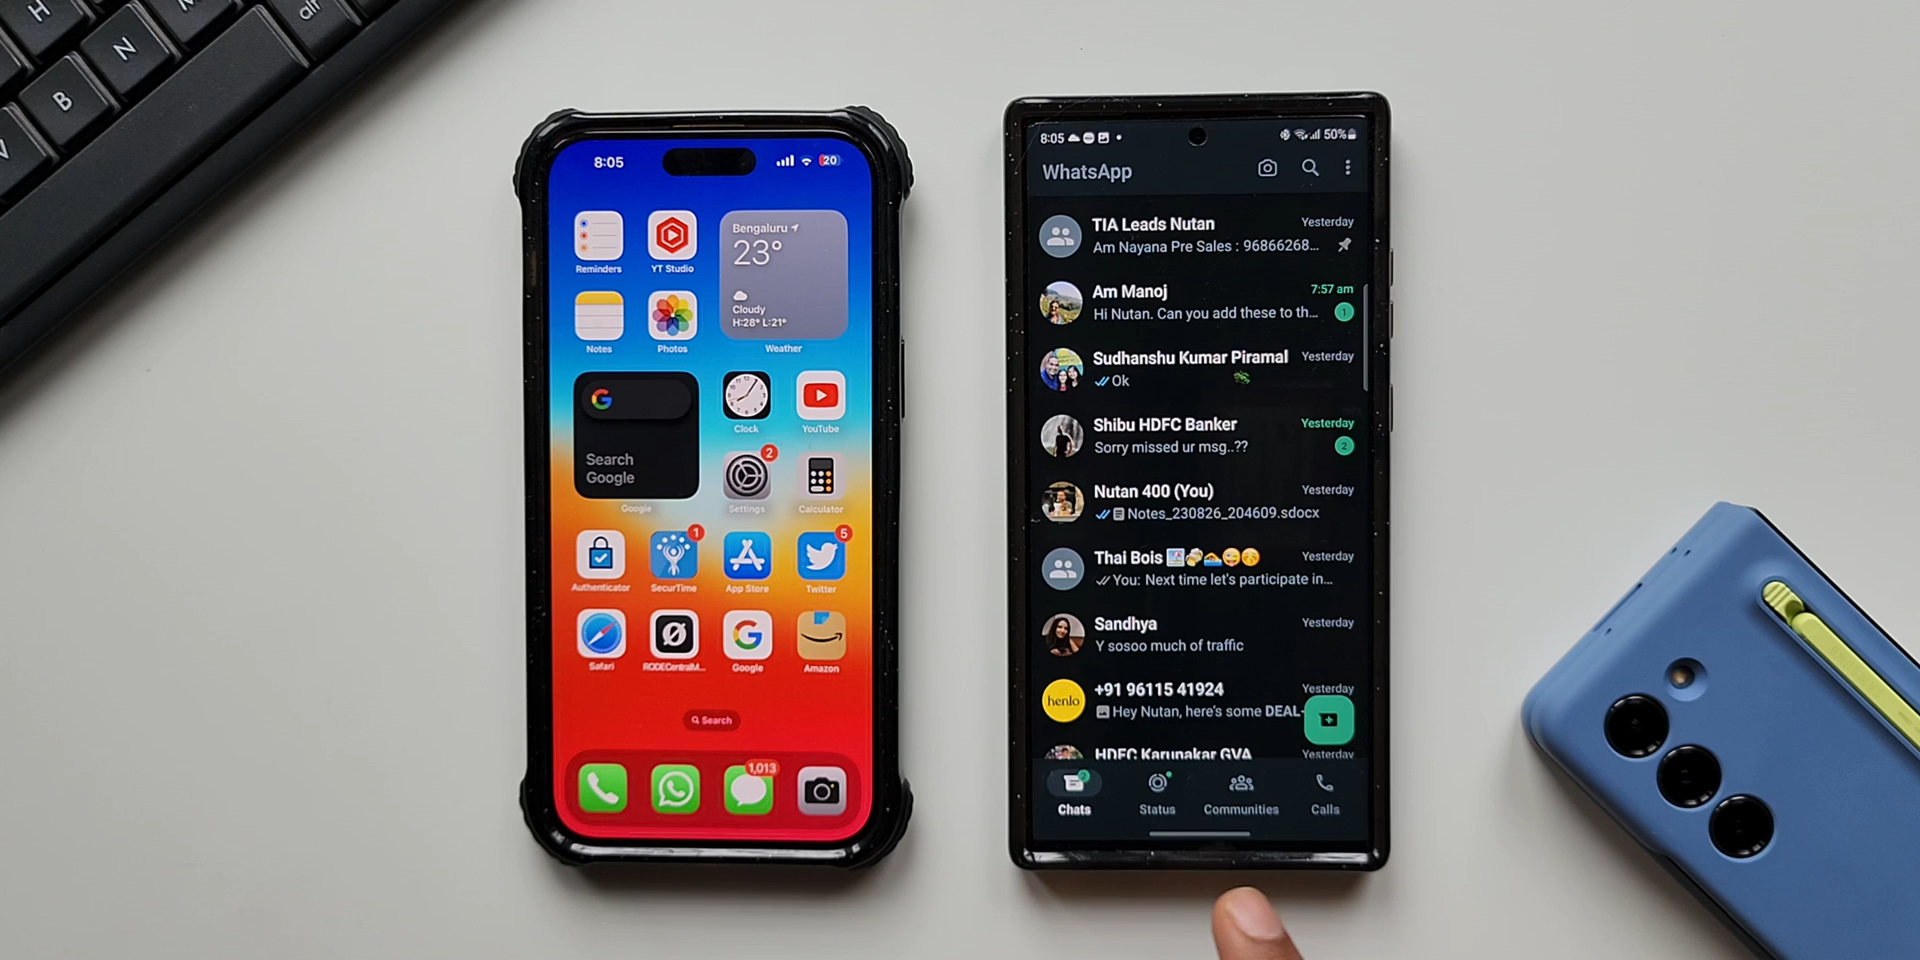 H
N
M
alt
B
V
8:05
20
Reminders
YT Studio
Bengaluru
23°
Cloudy
H:28° L:21°
Notes
Photos
Weather
Search
Google
Google
Clock
YouTube
2
Settings
Calculator
1
5
Authenticator
SecurTime
App Store
Twitter
Safari
RODECentralM...
Google
Amazon
Search
1,013
8:05
50%
WhatsApp
TIA Leads Nutan
Yesterday
Am Nayana Pre Sales : 96866268...
Am Manoj
7:57 am
Hi Nutan. Can you add these to th...
1
Sudhanshu Kumar Piramal
Yesterday
Ok
Shibu HDFC Banker
Yesterday
Sorry missed ur msg..??
2
Nutan 400 (You)
Yesterday
Notes_230826_204609.sdocx
Thai Bois
Yesterday
You: Next time let's participate in...
Sandhya
Yesterday
Y sosoo much of traffic
henlo
+91 96115 41924
Yesterday
Hey Nutan, here's some DEAL-
HDFC Karunakar GVA
Yesterday
2
Chats
Status
Communities
Calls